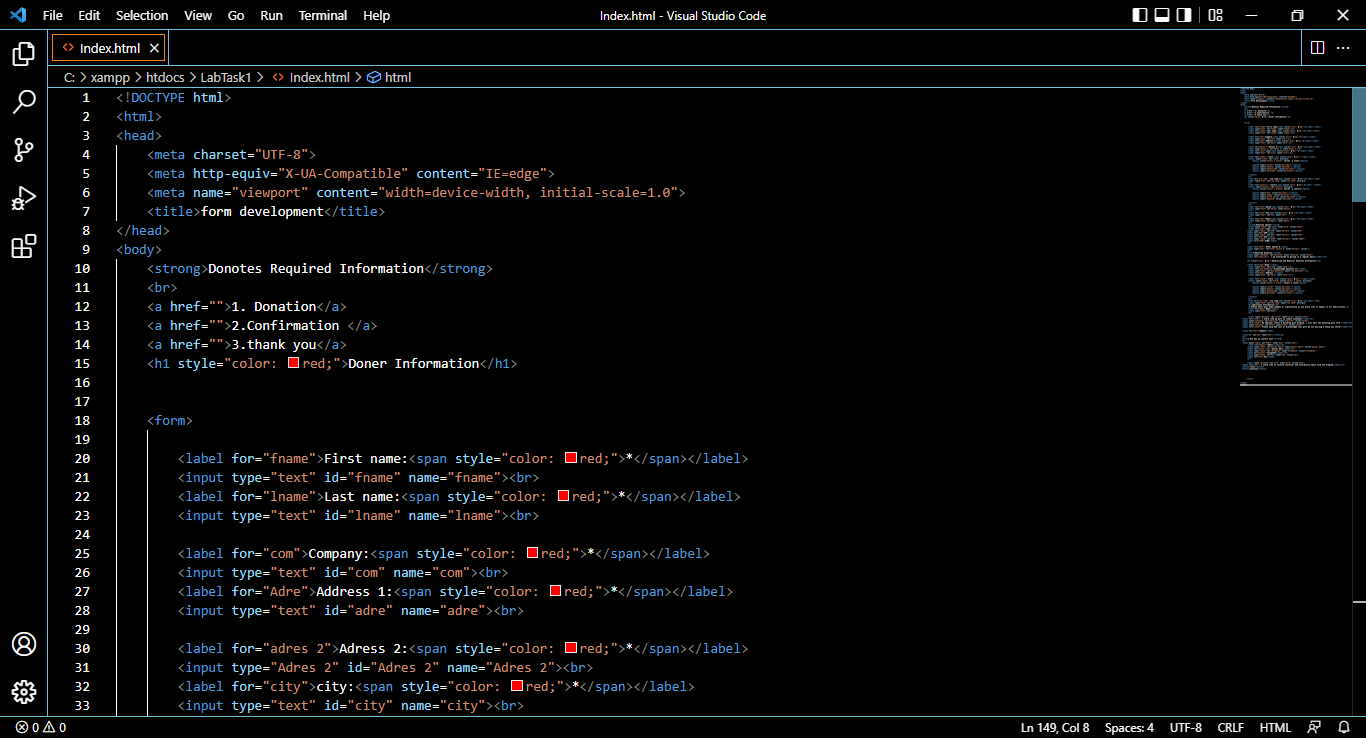 File Edit Selection View Go Run Terminal Help Index.html - Visual Studio Code
Index.html
C: > xampp > htdocs > LabTask1 > Index.html > html
1 <!DOCTYPE html>
2 <html>
3 <head>
4 <meta charset="UTF-8">
5 <meta http-equiv="X-UA-Compatible" content="IE=edge">
6 <meta name="viewport" content="width=device-width, initial-scale=1.0">
7 <title>form development</title>
8 </head>
9 <body>
10 <strong>Donotes Required Information</strong>
11 <br>
12 <a href="">1. Donation</a>
13 <a href="">2.Confirmation </a>
14 <a href="">3.thank you</a>
15 <h1 style="color: red;">Doner Information</h1>
16
17
18 <form>
19
20 <label for="fname">First name:<span style="color: red;">*</span></label>
21 <input type="text" id="fname" name="fname"><br>
22 <label for="lname">Last name:<span style="color: red;">*</span></label>
23 <input type="text" id="lname" name="lname"><br>
24
25 <label for="com">Company:<span style="color: red;">*</span></label>
26 <input type="text" id="com" name="com"><br>
27 <label for="Adre">Address 1:<span style="color: red;">*</span></label>
28 <input type="text" id="adre" name="adre"><br>
29
30 <label for="adres 2">Adress 2:<span style="color: red;">*</span></label>
31 <input type="Adres 2" id="Adres 2" name="Adres 2"><br>
32 <label for="city">city:<span style="color: red;">*</span></label>
33 <input type="text" id="city" name="city"><br>
0 0 Ln 149, Col 8 Spaces: 4 UTF-8 CRLF HTML